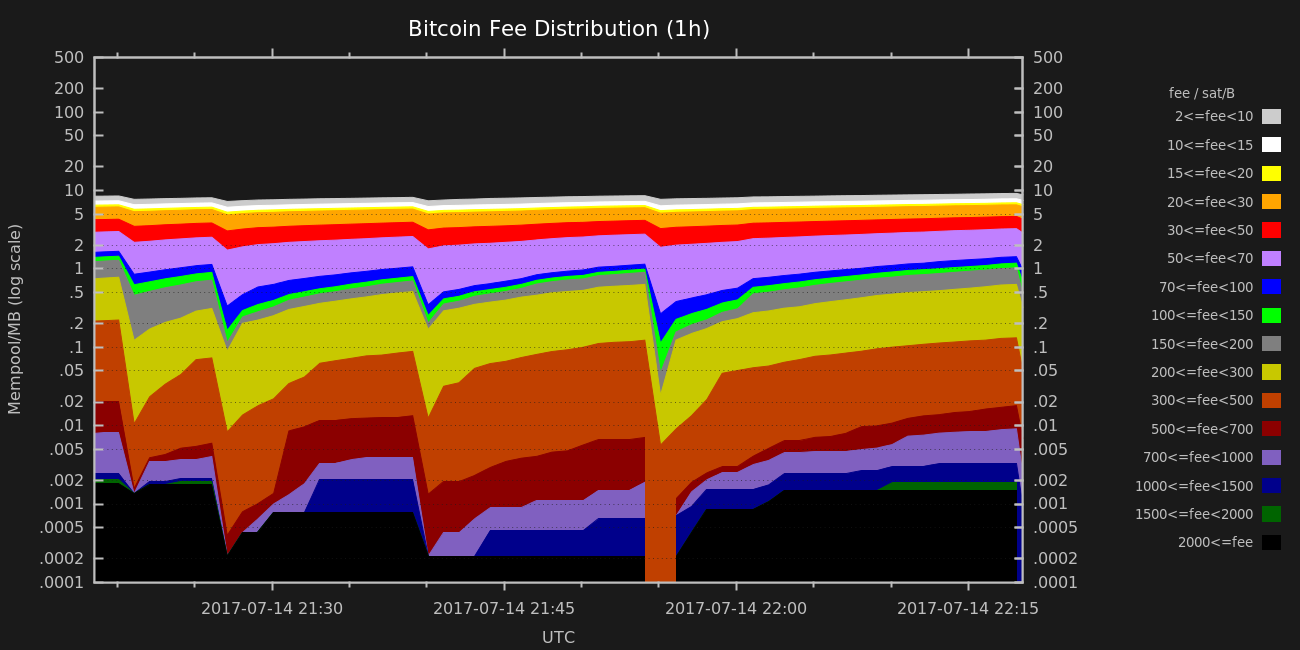 Bitcoin Fee Distribution (1h)
Mempool/MB (log scale)
500
200
100
50
20
10
5
2
1
.5
.2
.1
.05
.02
.01
.005
.002
.001
.0005
.0002
.0001
500
200
100
50
20
10
5
2
1
.5
.2
.1
.05
.02
.01
.005
.002
.001
.0005
.0002
.0001
2017-07-14 21:30 2017-07-14 21:45 2017-07-14 22:00 2017-07-14 22:15
UTC
fee / sat/B
2<=fee<10
10<=fee<15
15<=fee<20
20<=fee<30
30<=fee<50
50<=fee<70
70<=fee<100
100<=fee<150
150<=fee<200
200<=fee<300
300<=fee<500
500<=fee<700
700<=fee<1000
1000<=fee<1500
1500<=fee<2000
2000<=fee